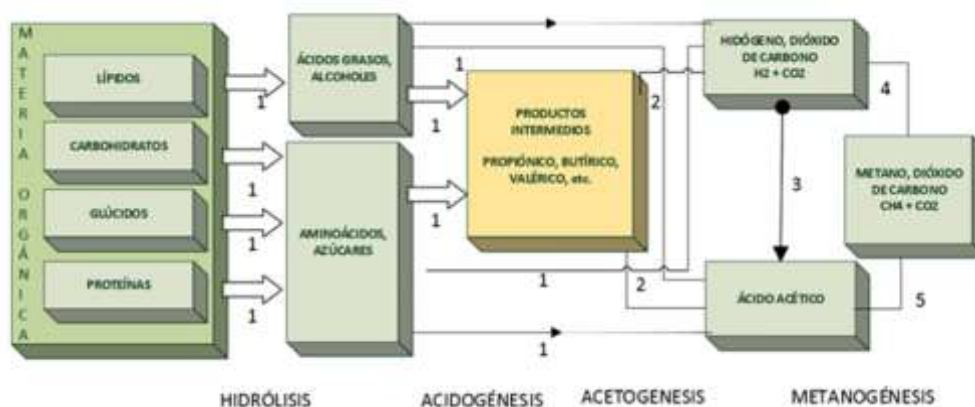 MATERIA ORGÁNICA
LÍPIDOS
CARBOHIDRATOS
GLÚCIDOS
PROTEÍNAS
1
1
1
1
ÁCIDOS GRASOS,
ALCOHOLES
AMINOÁCIDOS,
AZÚCARES
1
1
1
PRODUCTOS
INTERMEDIOS
PROPIÓNICO, BUTÍRICO,
VALÉRICO, etc.
2
2
1
1
HIDÓGENO, DIÓXIDO
DE CARBONO
H2 + CO2
3
ÁCIDO ACÉTICO
4
METANO, DIÓXIDO
DE CARBONO
CH4 + CO2
5
HIDRÓLISIS
ACIDOGÉNESIS
ACETOGENESIS
METANOGÉNESIS